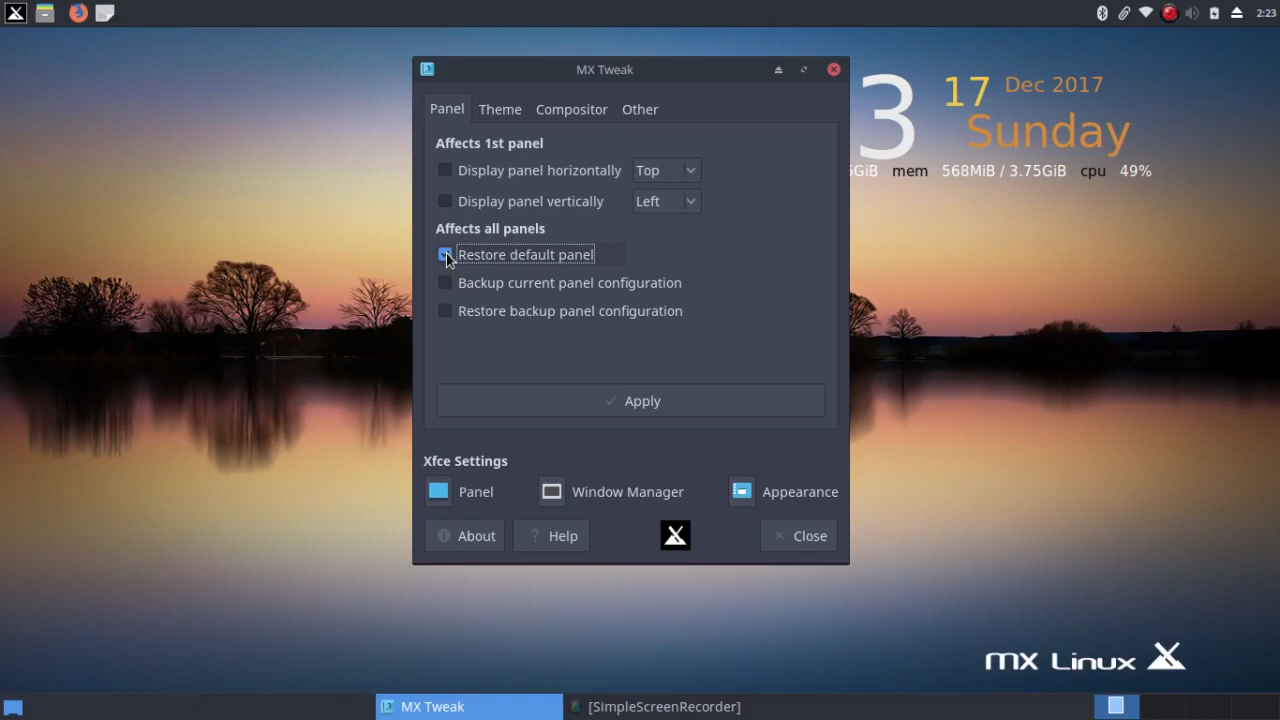 2:23
MX Tweak
Panel Theme Compositor Other
Affects 1st panel
Display panel horizontally Top
Display panel vertically Left
Affects all panels
Restore default panel
Backup current panel configuration
Restore backup panel configuration
Apply
Xfce Settings
Panel Window Manager Appearance
About Help Close
3 17 Dec 2017
Sunday
GiB mem 568MiB / 3.75GiB cpu 49%
MX Linux
MX Tweak [SimpleScreenRecorder]